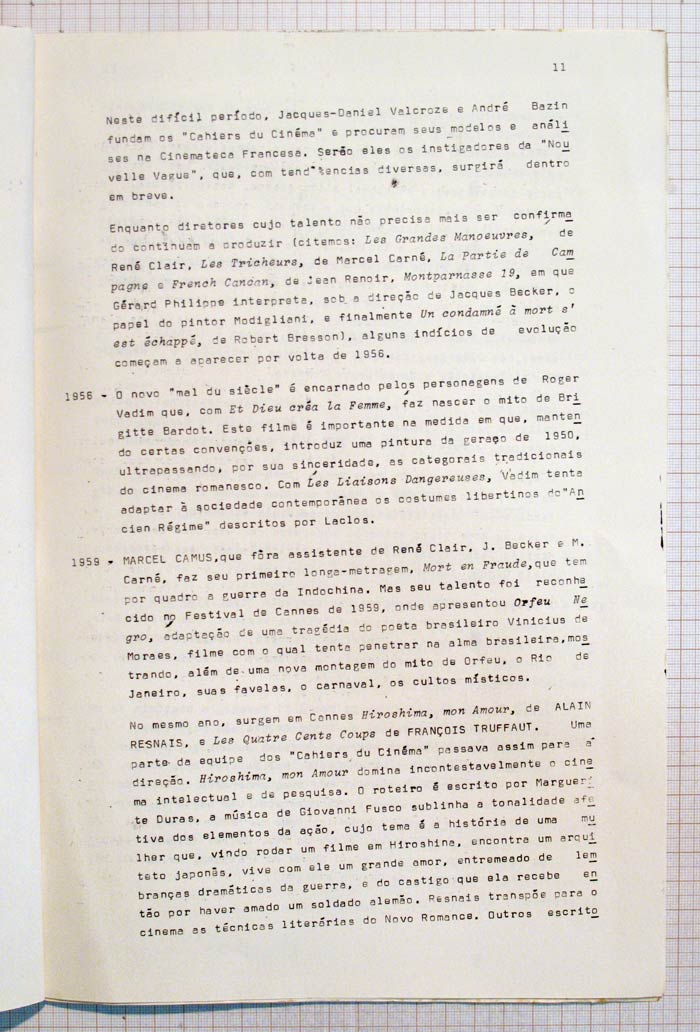 11
Neste difícil período, Jacques-Daniel Valcroze e André Bazin
fundam os "Cahiers du Cinéma" e procuram seus modelos e análi
ses na Cinemateca Francesa. Serão eles os instigadores da "Nou
velle Vague", que, com tend^encias diversas, surgirá dentro
em breve.
Enquanto diretores cujo talento não precisa mais ser confirma
do continuam a produzir (citemos: Les Grandes Manoeuvres, de
René Clair, Les Tricheurs, de Marcel Carné, La Partie de Cam
pagne e French Cancan, de Jean Renoir, Montparnasse 19, em que
Gérard Philippe interpreta, sob a direção de Jacques Becker, o
papel do pintor Modigliani, e finalmente Un condamné à mort s'
est échappé, de Robert Bresson), alguns indícios de evolução
começam a aparecer por volta de 1956.
1956 - O novo "mal du siècle" é encarnado pelos personagens de Roger
Vadim que, com Et Dieu créa la Femme, faz nascer o mito de Bri
gitte Bardot. Este filme é importante na medida em que, manten
do certas convenções, introduz uma pintura da geraço de 1950,
ultrapassando, por sua sinceridade, as categorais tradicionais
do cinema romanesco. Com Les Liaisons Dangereuses, Vadim tenta
adaptar à sociedade contemporânea os costumes libertinos do"An
cien Régime" descritos por Laclos.
1959 - MARCEL CAMUS,que fôra assistente de René Clair, J. Becker e M.
Carné, faz seu primeiro longa-metragem, Mort en Fraude,que tem
por quadro a guerra da Indochina. Mas seu talento foi reconhe
cido no Festival de Cannes de 1959, onde apresentou Orfeu Ne
gro, adaptação de uma tragédia do poeta brasileiro Vinicius de
Moraes, filme com o qual tenta penetrar na alma brasileira,mos
trando, além de uma nova montagem do mito de Orfeu, o Rio de
Janeiro, suas favelas, o carnaval, os cultos místicos.
No mesmo ano, surgem em Cannes Hiroshima, mon Amour, de ALAIN
RESNAIS, e Les Quatre Cents Coups de FRANÇOIS TRUFFAUT. Uma
parte da equipe dos "Cahiers du Cinéma" passava assim para a
direção. Hiroshima, mon Amour domina incontestavelmente o cine
ma intelectual e de pesquisa. O roteiro é escrito por Margueri
te Duras, a música de Giovanni Fusco sublinha a tonalidade afe
tiva dos elementos da ação, cujo tema é a história de uma mu
lher que, vindo rodar um filme em Hiroshina, encontra um arqui
teto japonês, vive com ele um grande amor, entremeado de lem
branças dramáticas da guerra, e do castigo que ela recebe en
tão por haver amado um soldado alemão. Resnais transpõe para o
cinema as técnicas literárias do Novo Romance. Outros escrito